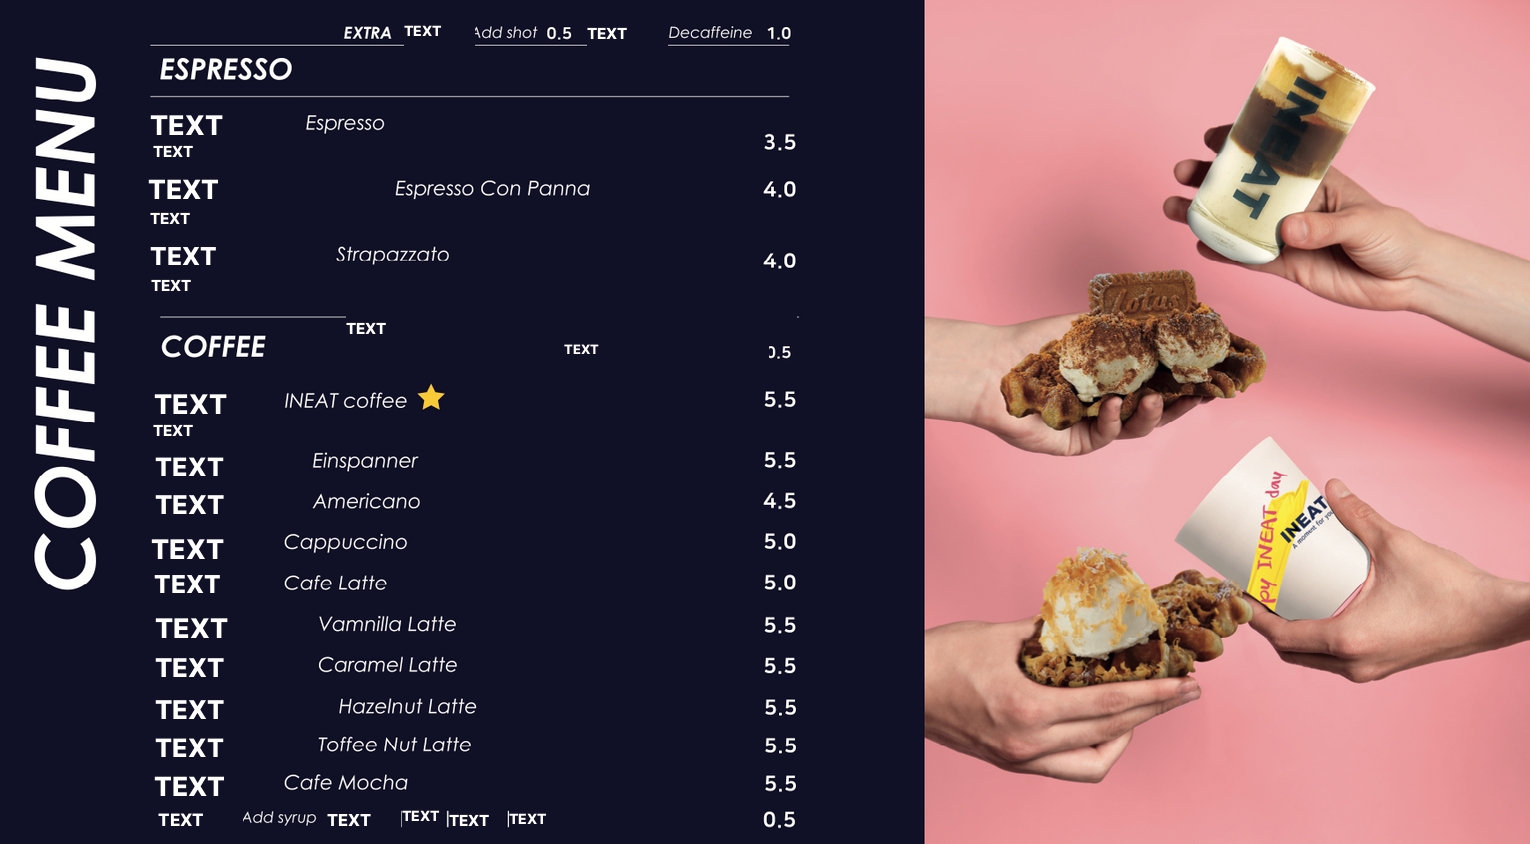 EXTRA TEXT Add shot 0.5 TEXT Decaffeine 1.0
ESPRESSO
TEXT Espresso 3.5
TEXT
TEXT Espresso Con Panna 4.0
TEXT
TEXT Strapazzato 4.0
TEXT
TEXT
COFFEE TEXT 0.5
TEXT INEAT coffee 5.5
TEXT
TEXT Einspanner 5.5
TEXT Americano 4.5
TEXT Cappuccino 5.0
TEXT Cafe Latte 5.0
TEXT Vamnilla Latte 5.5
TEXT Caramel Latte 5.5
TEXT Hazelnut Latte 5.5
TEXT Toffee Nut Latte 5.5
TEXT Cafe Mocha 5.5
TEXT Add syrup TEXT |TEXT |TEXT |TEXT 0.5
COFFEE MENU
INEAT
Lotus
py INEAT day
INEAT
A moment for you